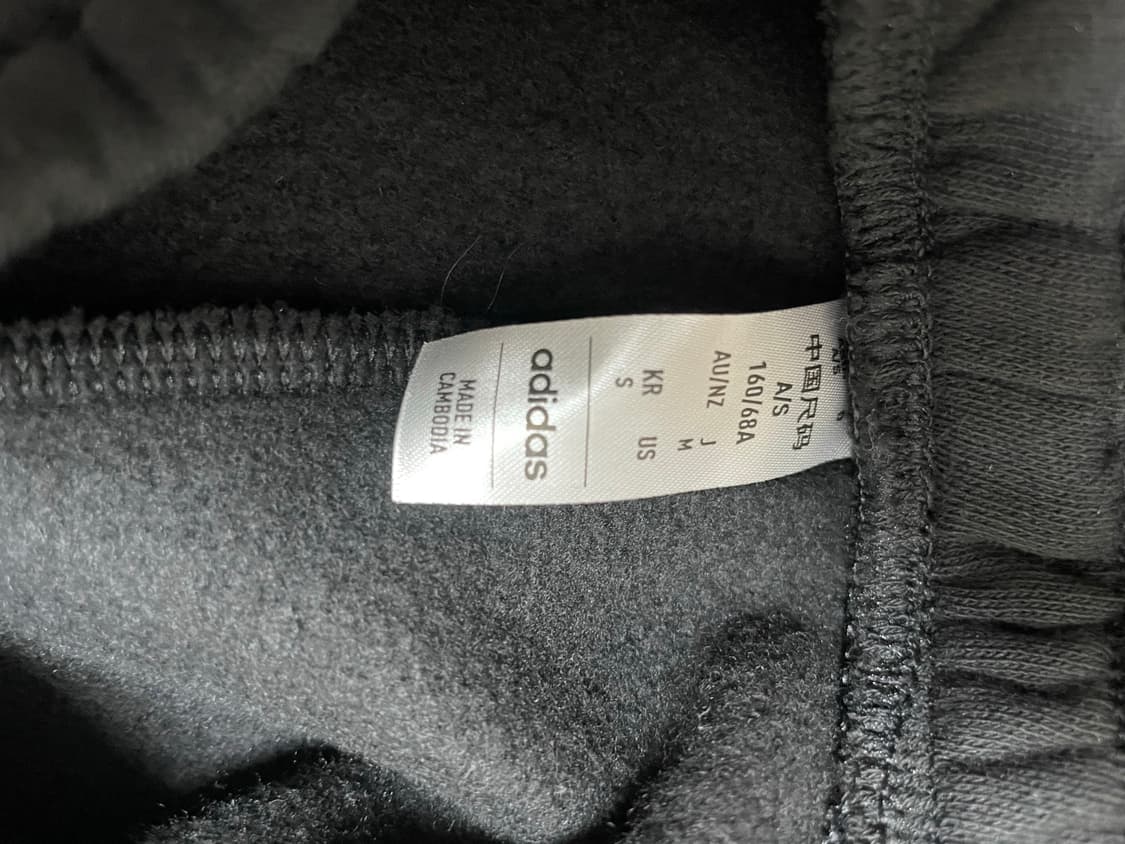 中国尺码
A/S
160/68A
J
AU/NZ
M
KR US
S
adidas
MADE IN
CAMBODIA